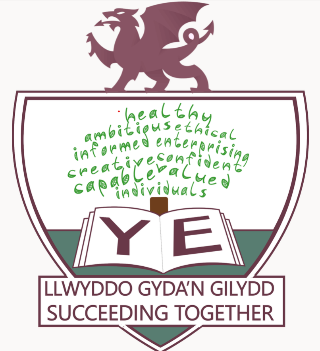 healthy
ambitious ethical
informed enterprising
creative confident
capable valued
individuals
YE
LLWYDDO GYDA'N GILYDD
SUCCEEDING TOGETHER